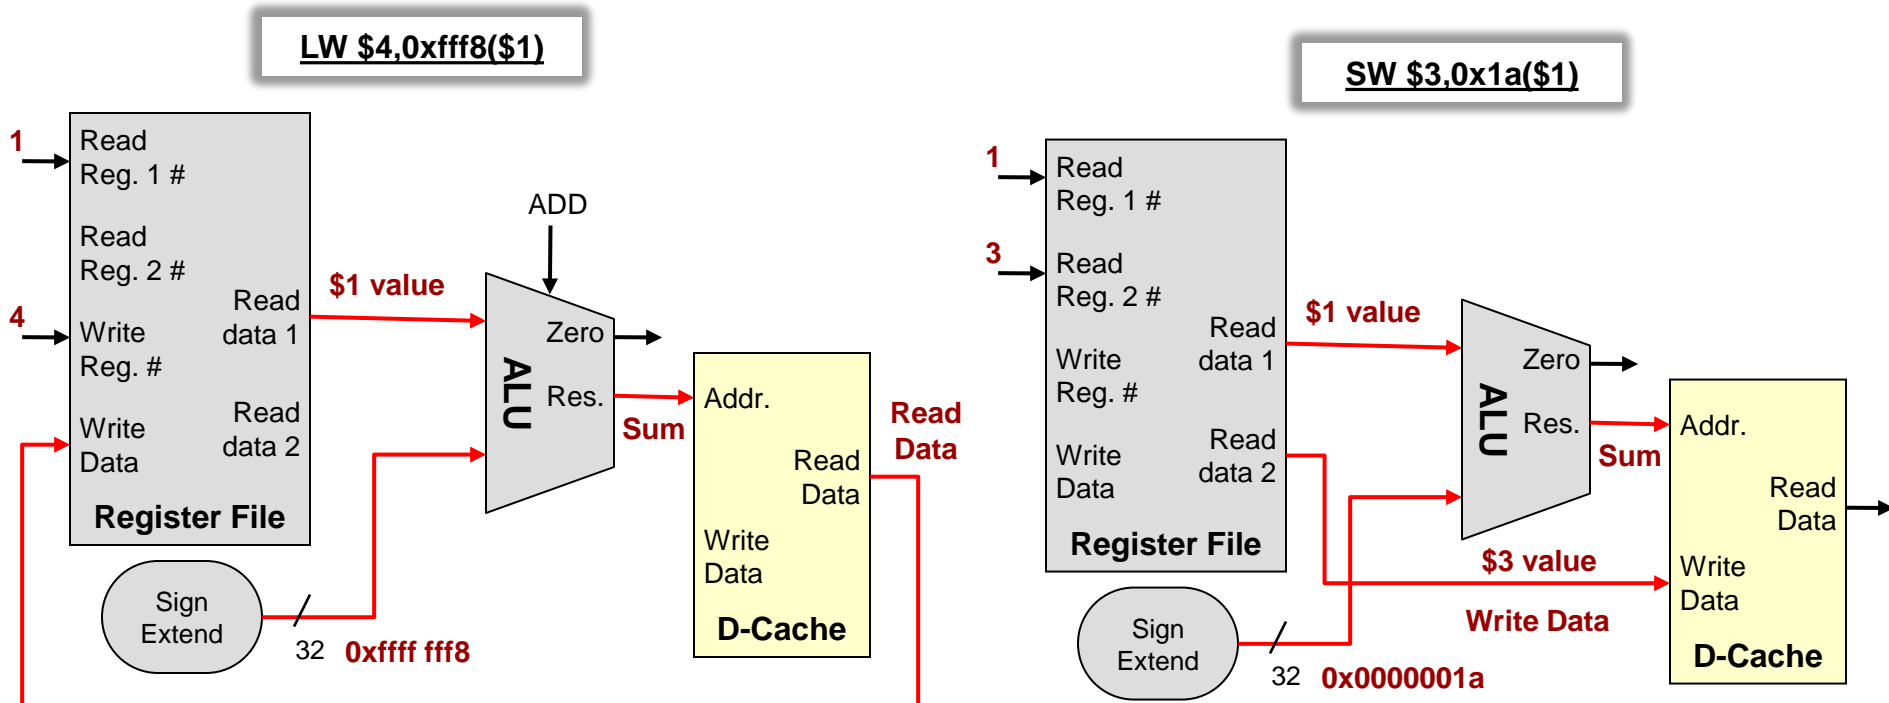 LW $4,0xfff8($1)
1
Read
Reg. 1 #
Read
Reg. 2 #
4
Write
Reg. #
Write
Data
Read
data 1
Read
data 2
Register File
$1 value
ADD
Zero
Res.
ALU
Sum
Addr.
Read
Data
Write
Data
D-Cache
Read
Data
Sign
Extend
32
0xffff fff8
SW $3,0x1a($1)
1
Read
Reg. 1 #
3
Read
Reg. 2 #
Write
Reg. #
Write
Data
Read
data 1
Read
data 2
Register File
$1 value
Zero
Res.
ALU
Sum
Addr.
Read
Data
Write
Data
D-Cache
$3 value
Write Data
Sign
Extend
32
0x0000001a